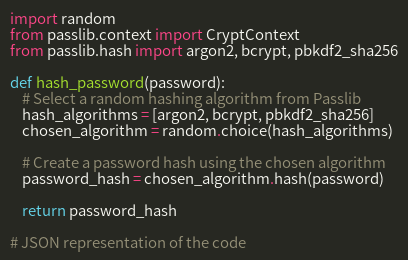 import random
from passlib.context import CryptContext
from passlib.hash import argon2, bcrypt, pbkdf2_sha256
def hash_password(password):
# Select a random hashing algorithm from Passlib
hash_algorithms = [argon2, bcrypt, pbkdf2_sha256]
chosen_algorithm = random.choice(hash_algorithms)
# Create a password hash using the chosen algorithm
password_hash = chosen_algorithm.hash(password)
return password_hash
# JSON representation of the code